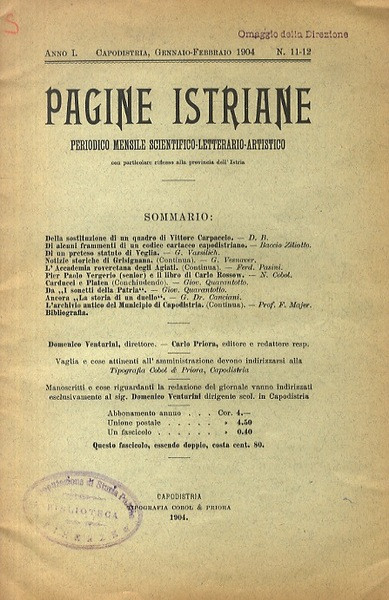 S
Omaggio della Direzione
ANNO I. CAPODISTRIA, GENNAIO-FEBBRAIO 1904 N. 11-12
PAGINE ISTRIANE
PERIODICO MENSILE SCIENTIFICO-LETTERARIO-ARTISTICO
con particolare riflesso alla provincia dell' Istria
SOMMARIO:
Della sostituzione di un quadro di Vittore Carpaccio. — D. B.
Di alcuni frammenti di un codice cartaceo capodistriano. — Baccio Ziliotto.
Di un preteso statuto di Veglia. — G. Vassilich.
Notizie storiche di Grisignana. (Continua). — G. Vesnaver.
L' Accademia roveretana degli Agiati. (Continua). — Ferd. Pasini.
Pier Paolo Vergerio (senior) e il libro di Carlo Rossow. — N. Cobol.
Carducci e Platen (Conchiudendo). — Giov. Quarantotto.
Da „I sonetti della Patria". — Giov. Quarantotto.
Ancora „La storia di un duello". — G. Dr. Canciani.
L'archivio antico del Municipio di Capodistria. (Continua). — Prof. F. Majer.
Bibliografia.
Domenico Venturini, direttore. — Carlo Priora, editore e redattore resp.
Vaglia e cose attinenti all' amministrazione devono indirizzarsi alla
Tipografia Cobol & Priora, Capodistria
Manoscritti e cose riguardanti la redazione del giornale vanno indirizzati
esclusivamente al sig. Domenico Venturini dirigente scol. in Capodistria
Abbonamento annuo . . . Cor. 4.—
Unione postale . . . . . . » 4.50
Un fascicolo . . . . . . . » 0.40
Questo fascicolo, essendo doppio, costa cent. 80.
CAPODISTRIA
TIPOGRAFIA COBOL & PRIORA
1904.
di Storia Patria
BIBLIOTECA